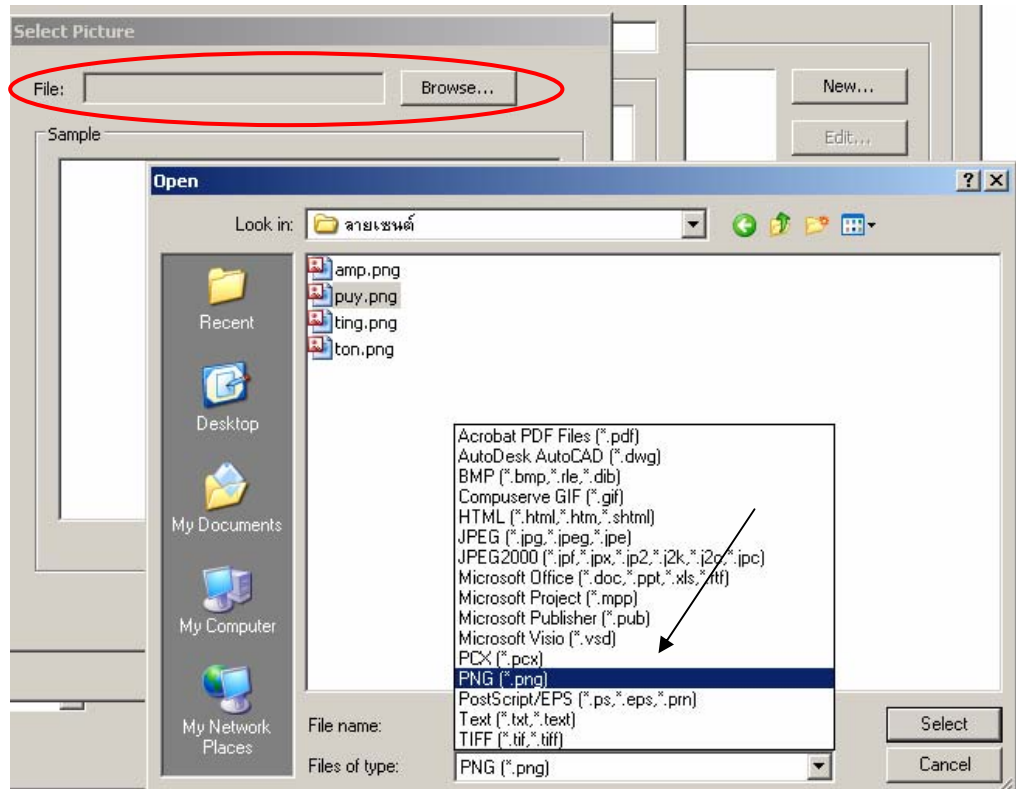 Select Picture
File:
Browse...
New...
Sample
Edit...
Open
Look in:
ลายเซนต์
amp.png
puy.png
ting.png
ton.png
Recent
Desktop
My Documents
My Computer
My Network
Places
Acrobat PDF Files (*.pdf)
AutoDesk AutoCAD (*.dwg)
BMP (*.bmp,*.rle,*.dib)
Compuserve GIF (*.gif)
HTML (*.html,*.htm,*.shtml)
JPEG (*.jpg,*.jpeg,*.jpe)
JPEG2000 (*.jpf,*.jpx,*.jp2,*.j2k,*.j2c,*.jpc)
Microsoft Office (*.doc,*.ppt,*.xls,*.rtf)
Microsoft Project (*.mpp)
Microsoft Publisher (*.pub)
Microsoft Visio (*.vsd)
PCX (*.pcx)
PNG (*.png)
PostScript/EPS (*.ps,*.eps,*.prn)
Text (*.txt,*.text)
TIFF (*.tif,*.tiff)
File name:
Select
Files of type:
PNG (*.png)
Cancel